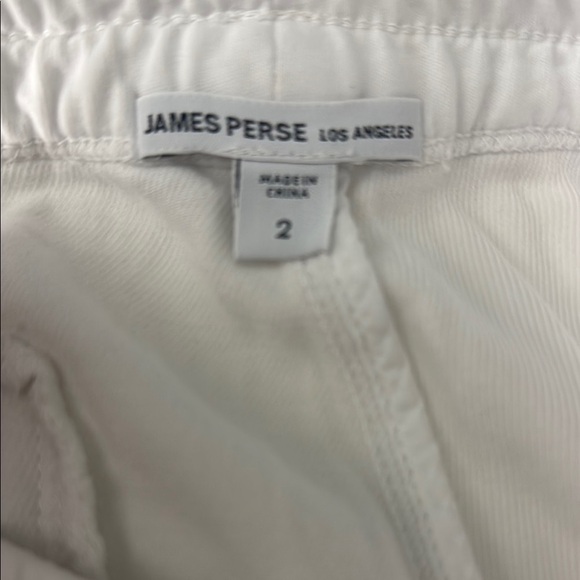 JAMES PERSE LOS ANGELES
MADE IN
CHINA
2